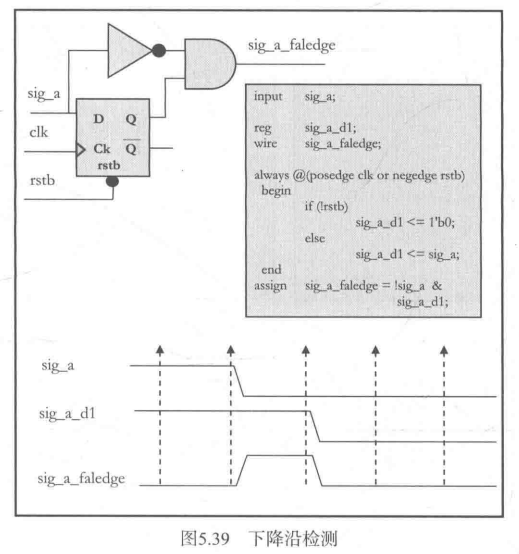 sig_a_faledge
sig_a
clk
rstb
D Q
Ck Q
rstb
input sig_a;
reg sig_a_d1;
wire sig_a_faledge;
always @(posedge clk or negedge rstb)
begin
if (!rstb)
sig_a_d1 <= 1'b0;
else
sig_a_d1 <= sig_a;
end
assign sig_a_faledge = !sig_a &
sig_a_d1;
sig_a
sig_a_d1
sig_a_faledge
图5.39 下降沿检测